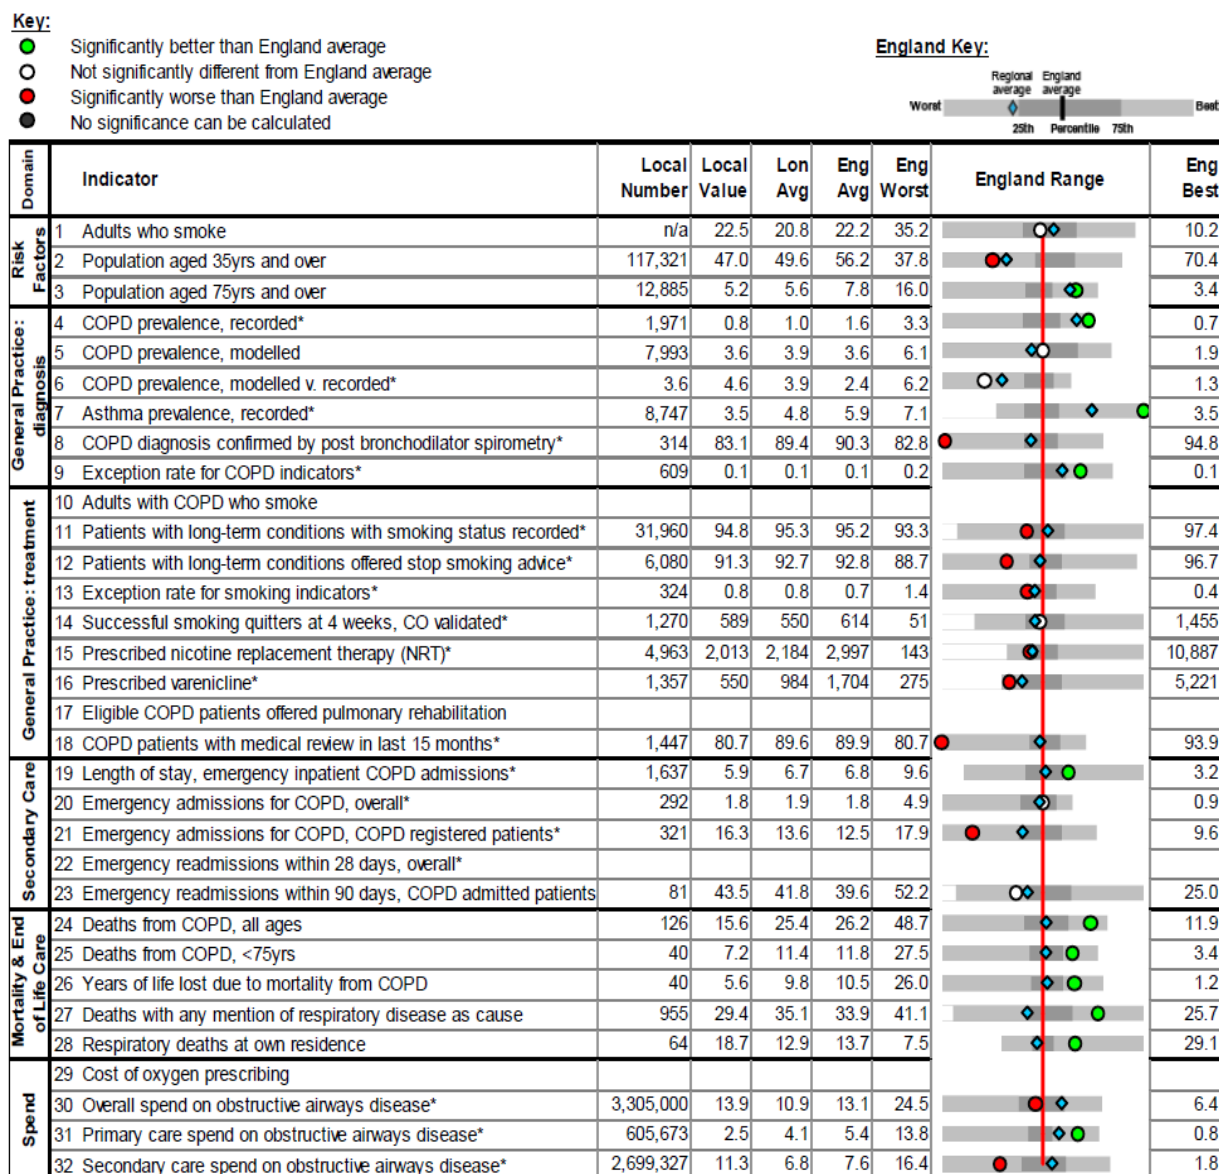 Key:
Significantly better than England average
Not significantly different from England average
Significantly worse than England average
No significance can be calculated
England Key:
Regional average England average
Worst Best
25th Percentile 75th
Domain Indicator Local Number Local Value Lon Avg Eng Avg Eng Worst England Range Eng Best
Risk Factors
1 Adults who smoke n/a 22.5 20.8 22.2 35.2 10.2
2 Population aged 35yrs and over 117,321 47.0 49.6 56.2 37.8 70.4
3 Population aged 75yrs and over 12,885 5.2 5.6 7.8 16.0 3.4
General Practice: diagnosis
4 COPD prevalence, recorded* 1,971 0.8 1.0 1.6 3.3 0.7
5 COPD prevalence, modelled 7,993 3.6 3.9 3.6 6.1 1.9
6 COPD prevalence, modelled v. recorded* 3.6 4.6 3.9 2.4 6.2 1.3
7 Asthma prevalence, recorded* 8,747 3.5 4.8 5.9 7.1 3.5
8 COPD diagnosis confirmed by post bronchodilator spirometry* 314 83.1 89.4 90.3 82.8 94.8
9 Exception rate for COPD indicators* 609 0.1 0.1 0.1 0.2 0.1
General Practice: treatment
10 Adults with COPD who smoke
11 Patients with long-term conditions with smoking status recorded* 31,960 94.8 95.3 95.2 93.3 97.4
12 Patients with long-term conditions offered stop smoking advice* 6,080 91.3 92.7 92.8 88.7 96.7
13 Exception rate for smoking indicators* 324 0.8 0.8 0.7 1.4 0.4
14 Successful smoking quitters at 4 weeks, CO validated* 1,270 589 550 614 51 1,455
15 Prescribed nicotine replacement therapy (NRT)* 4,963 2,013 2,184 2,997 143 10,887
16 Prescribed varenicline* 1,357 550 984 1,704 275 5,221
17 Eligible COPD patients offered pulmonary rehabilitation
18 COPD patients with medical review in last 15 months* 1,447 80.7 89.6 89.9 80.7 93.9
Secondary Care
19 Length of stay, emergency inpatient COPD admissions* 1,637 5.9 6.7 6.8 9.6 3.2
20 Emergency admissions for COPD, overall* 292 1.8 1.9 1.8 4.9 0.9
21 Emergency admissions for COPD, COPD registered patients* 321 16.3 13.6 12.5 17.9 9.6
22 Emergency readmissions within 28 days, overall*
23 Emergency readmissions within 90 days, COPD admitted patients 81 43.5 41.8 39.6 52.2 25.0
Mortality & End of Life Care
24 Deaths from COPD, all ages 126 15.6 25.4 26.2 48.7 11.9
25 Deaths from COPD, <75yrs 40 7.2 11.4 11.8 27.5 3.4
26 Years of life lost due to mortality from COPD 40 5.6 9.8 10.5 26.0 1.2
27 Deaths with any mention of respiratory disease as cause 955 29.4 35.1 33.9 41.1 25.7
28 Respiratory deaths at own residence 64 18.7 12.9 13.7 7.5 29.1
Spend
29 Cost of oxygen prescribing
30 Overall spend on obstructive airways disease* 3,305,000 13.9 10.9 13.1 24.5 6.4
31 Primary care spend on obstructive airways disease* 605,673 2.5 4.1 5.4 13.8 0.8
32 Secondary care spend on obstructive airways disease* 2,699,327 11.3 6.8 7.6 16.4 1.8